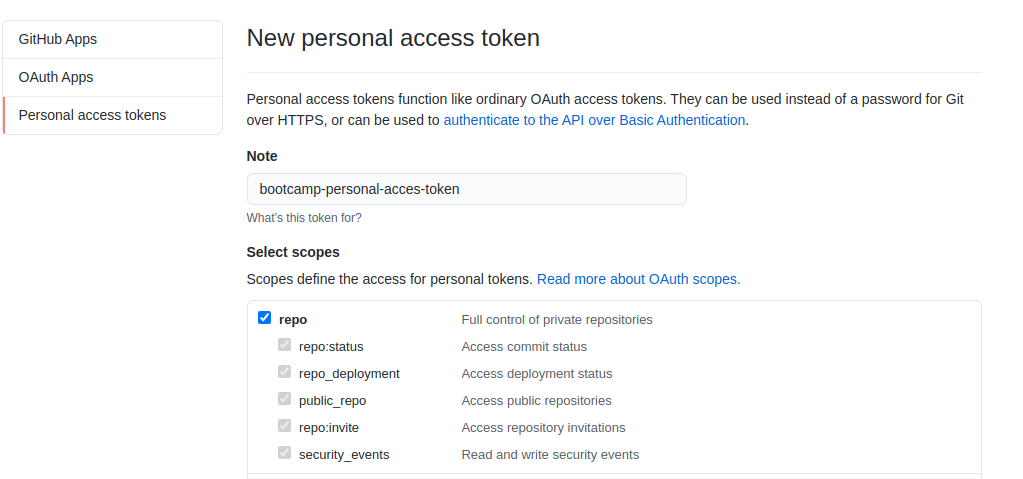 GitHub Apps
OAuth Apps
Personal access tokens
New personal access token
Personal access tokens function like ordinary OAuth access tokens. They can be used instead of a password for Git
over HTTPS, or can be used to authenticate to the API over Basic Authentication.
Note
bootcamp-personal-acces-token
What's this token for?
Select scopes
Scopes define the access for personal tokens. Read more about OAuth scopes.
repo Full control of private repositories
repo:status Access commit status
repo_deployment Access deployment status
public_repo Access public repositories
repo:invite Access repository invitations
security_events Read and write security events